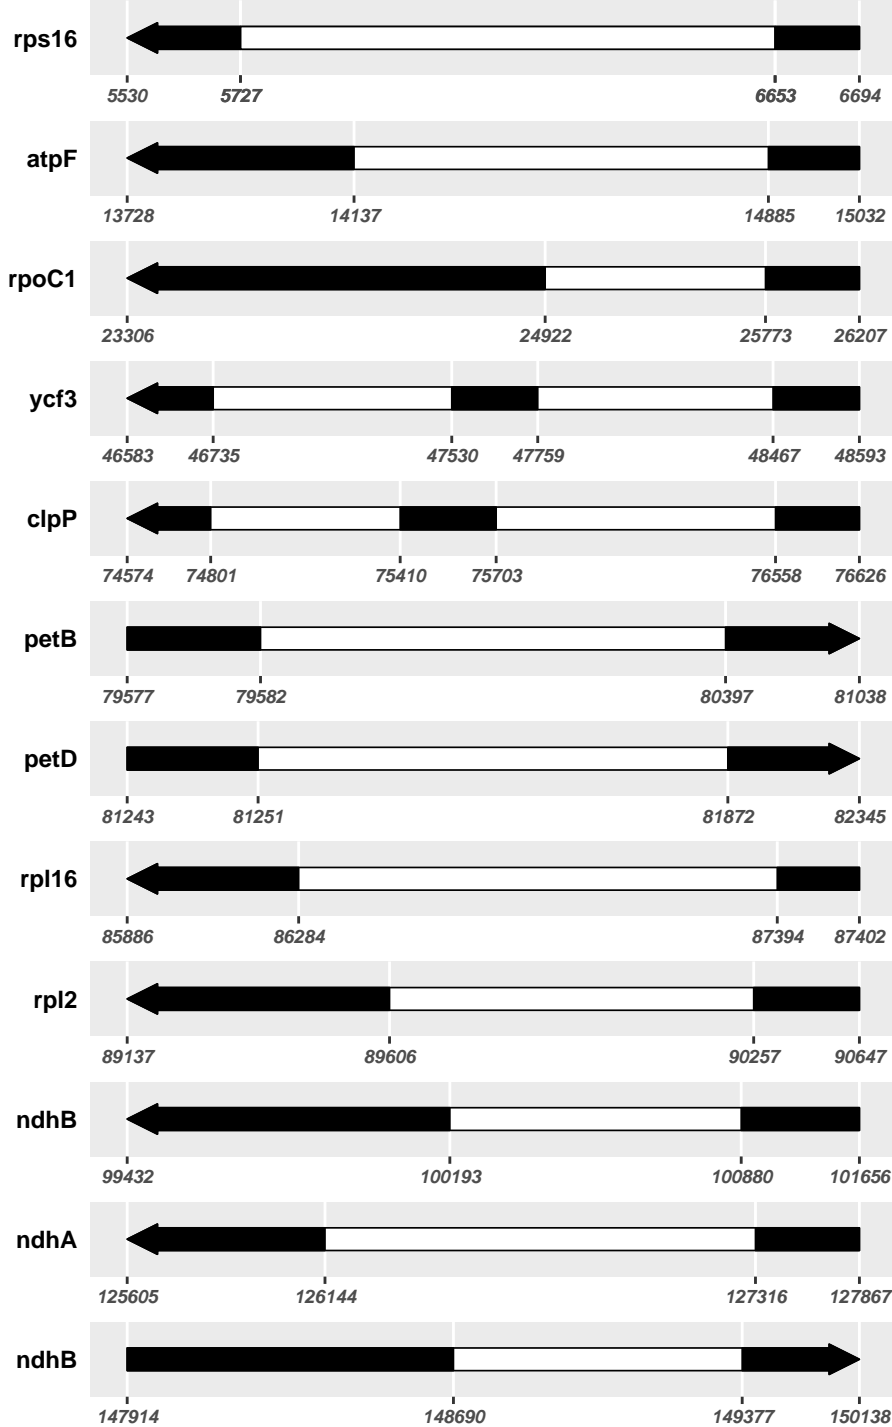 rps16
5530 5727 6653 6694
atpF
13728 14137 14885 15032
rpoC1
23306 24922 25773 26207
ycf3
46583 46735 47530 47759 48467 48593
clpP
74574 74801 75410 75703 76558 76626
petB
79577 79582 80397 81038
petD
81243 81251 81872 82345
rpl16
85886 86284 87394 87402
rpl2
89137 89606 90257 90647
ndhB
99432 100193 100880 101656
ndhA
125605 126144 127316 127867
ndhB
147914 148690 149377 150138